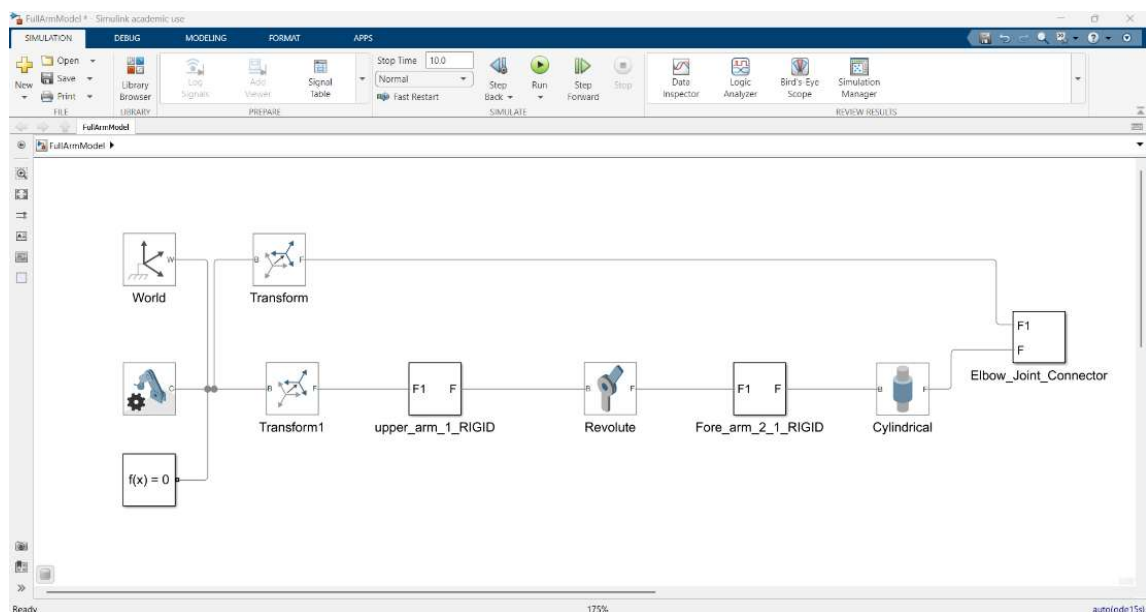 FullArmModel * - Simulink academic use
SIMULATION DEBUG MODELING FORMAT APPS
New
Open
Save
Print
FILE
Library Browser
LIBRARY
Log Signals
Add Viewer
Signal Table
PREPARE
Stop Time 10.0
Normal
Fast Restart
Step Back
Run
Step Forward
Stop
SIMULATE
Data Inspector
Logic Analyzer
Bird's Eye Scope
Simulation Manager
REVIEW RESULTS
FullArmModel
FullArmModel
W
World
B F
Transform
F1
F
Elbow_Joint_Connector
C
B F
Transform1
F1 F
upper_arm_1_RIGID
B F
Revolute
F1 F
Fore_arm_2_1_RIGID
B F
Cylindrical
f(x) = 0
Ready 175% auto(ode15s)